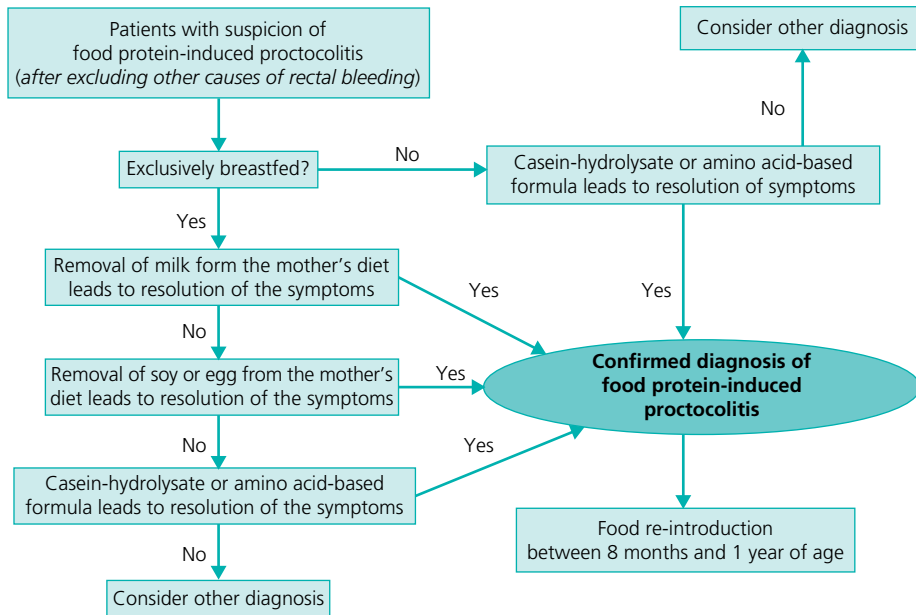 Patients with suspicion of
food protein-induced proctocolitis
(after excluding other causes of rectal bleeding)
Consider other diagnosis
No
Exclusively breastfed?
No
Casein-hydrolysate or amino acid-based
formula leads to resolution of symptoms
Yes
Removal of milk form the mother's diet
leads to resolution of the symptoms
Yes
Yes
No
Confirmed diagnosis of
food protein-induced
proctocolitis
Removal of soy or egg from the mother's
diet leads to resolution of the symptoms
Yes
No
Yes
Casein-hydrolysate or amino acid-based
formula leads to resolution of the symptoms
Food re-introduction
between 8 months and 1 year of age
No
Consider other diagnosis